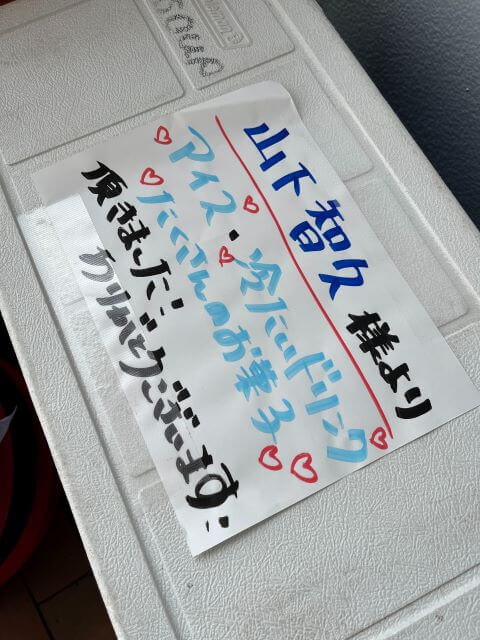 山下智久 様より
アイス・冷たいドリンク
たくさんのお菓子
頂きました!
ありがとうございます!